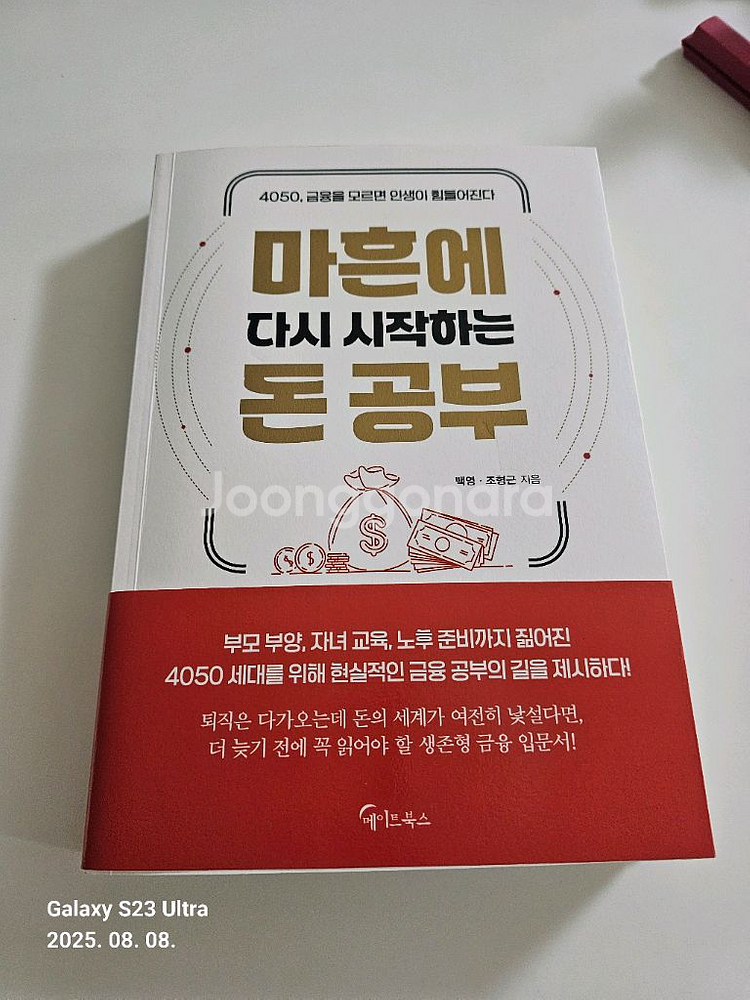 4050, 금융을 모르면 인생이 힘들어진다
마흔에
다시 시작하는
돈 공부
백영 · 조형근 지음
Joonggonara
$
$
$
부모 부양, 자녀 교육, 노후 준비까지 짊어진
4050 세대를 위해 현실적인 금융 공부의 길을 제시하다!
퇴직은 다가오는데 돈의 세계가 여전히 낯설다면,
더 늦기 전에 꼭 읽어야 할 생존형 금융 입문서!
메이트북스
Galaxy S23 Ultra
2025. 08. 08.